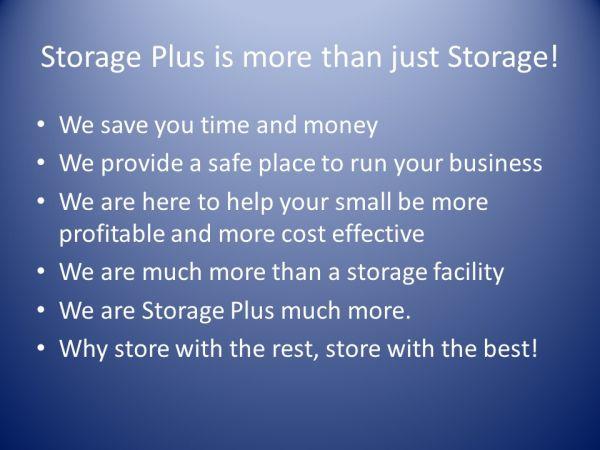 Storage Plus is more than just Storage!
• We save you time and money
• We provide a safe place to run your business
• We are here to help your small be more
profitable and more cost effective
• We are much more than a storage facility
• We are Storage Plus much more.
• Why store with the rest, store with the best!